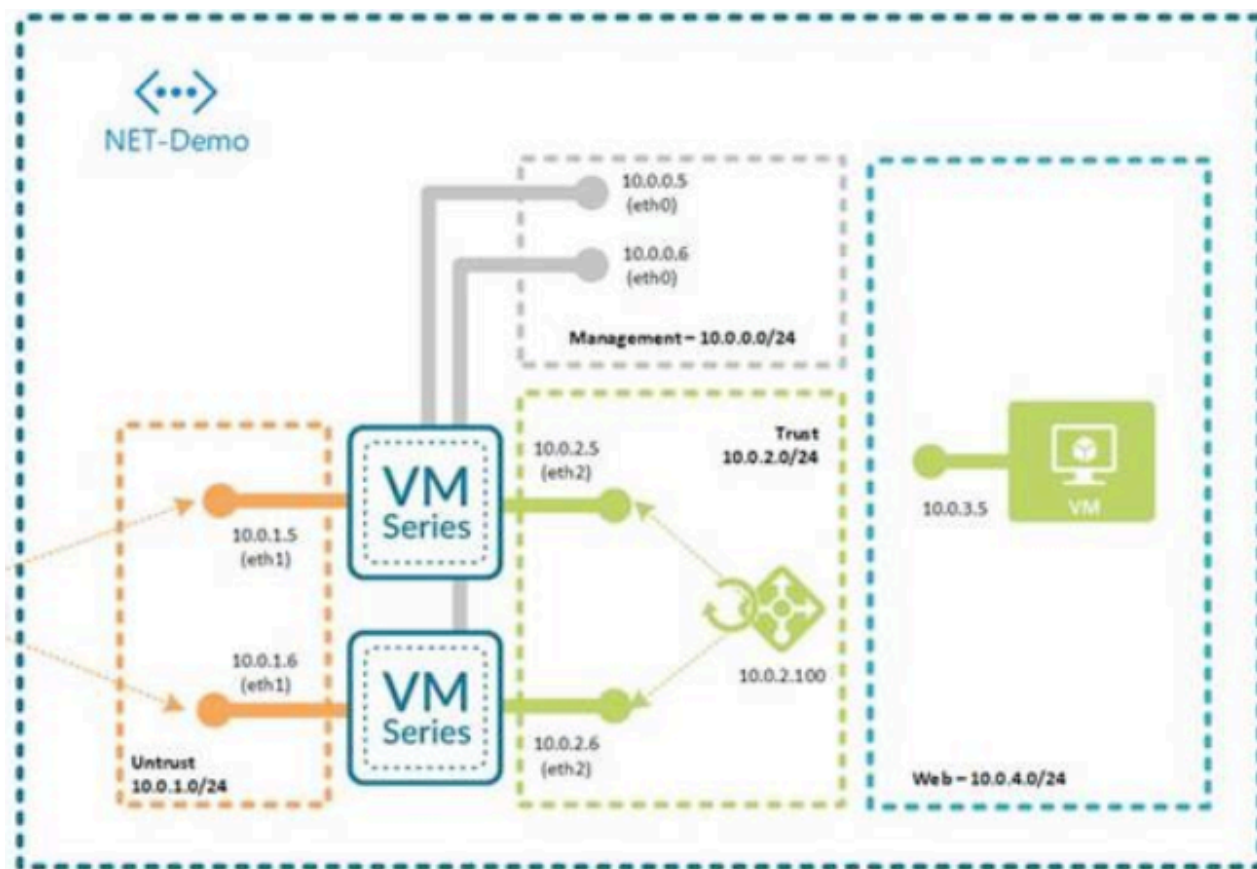 NET-Demo
10.0.0.5
(eth0)
10.0.0.6
(eth0)
Management – 10.0.0.0/24
Untrust
10.0.1.0/24
10.0.1.5
(eth1)
10.0.1.6
(eth1)
VM
Series
VM
Series
10.0.2.5
(eth2)
10.0.2.6
(eth2)
Trust
10.0.2.0/24
10.0.2.100
10.0.3.5
VM
Web – 10.0.4.0/24